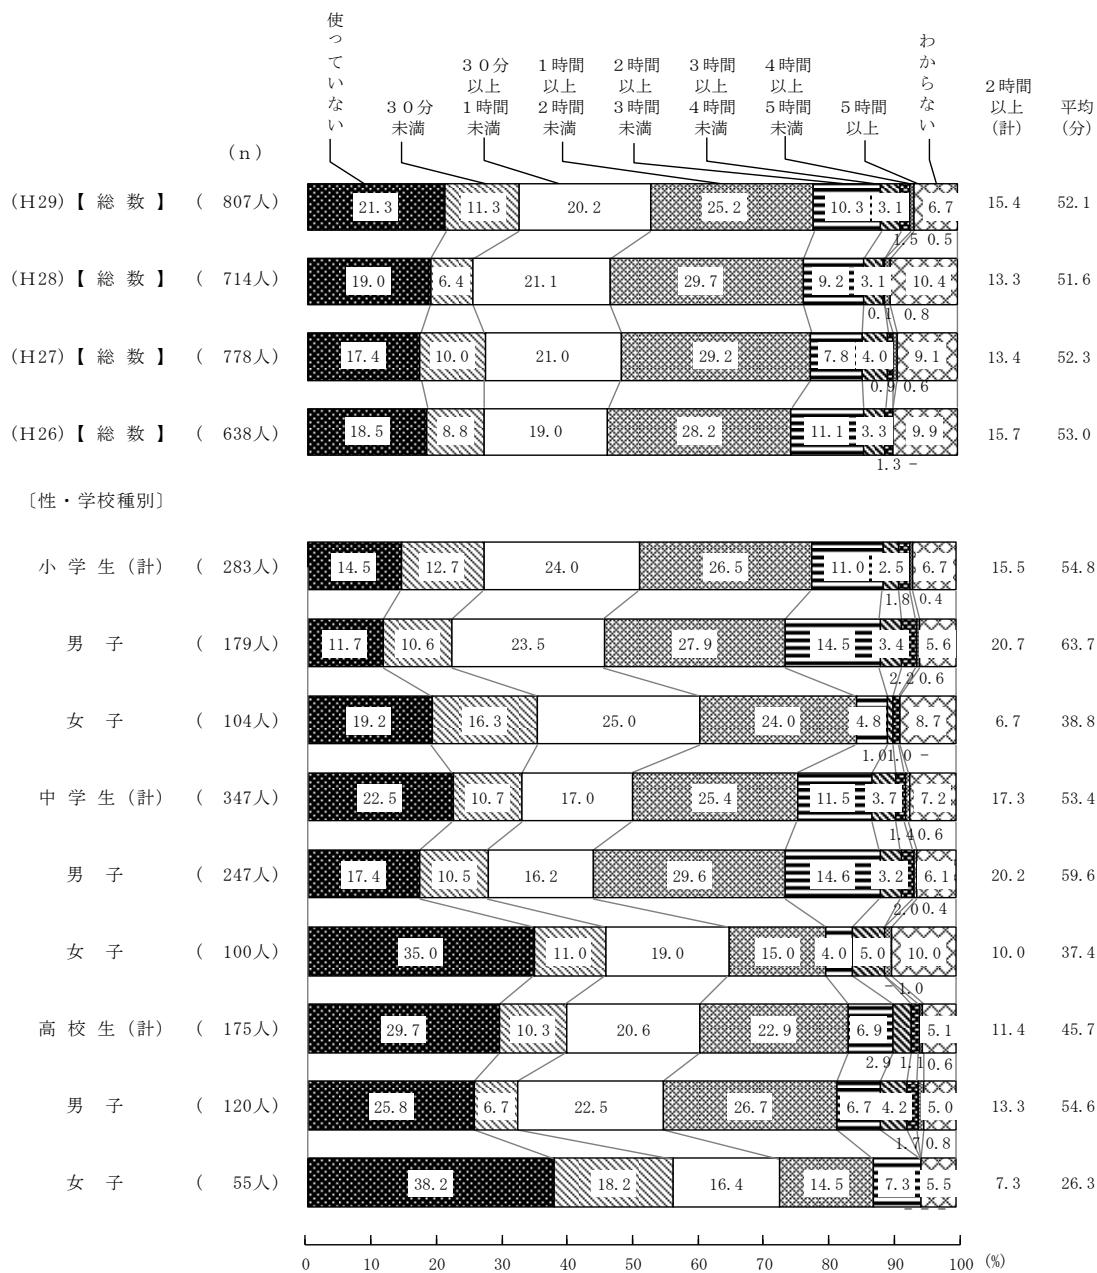 使っていない
30分
未満
30分
以上
1時間
未満
1時間
以上
2時間
未満
2時間
以上
3時間
未満
3時間
以上
4時間
未満
4時間
以上
5時間
未満
5時間
以上
わからない
2時間
以上
(計)
平均
(分)
(n)
(H29)【 総 数 】 ( 807人) 21.3 11.3 20.2 25.2 10.3 3.1 6.7 15.4 52.1
1.5 0.5
(H28)【 総 数 】 ( 714人) 19.0 6.4 21.1 29.7 9.2 3.1 10.4 13.3 51.6
0.1 0.8
(H27)【 総 数 】 ( 778人) 17.4 10.0 21.0 29.2 7.8 4.0 9.1 13.4 52.3
0.9 0.6
(H26)【 総 数 】 ( 638人) 18.5 8.8 19.0 28.2 11.1 3.3 9.9 15.7 53.0
1.3 -
〔性・学校種別〕
小 学 生 (計) ( 283人) 14.5 12.7 24.0 26.5 11.0 2.5 6.7 15.5 54.8
1.8 0.4
男 子 ( 179人) 11.7 10.6 23.5 27.9 14.5 3.4 5.6 20.7 63.7
2.2 0.6
女 子 ( 104人) 19.2 16.3 25.0 24.0 4.8 8.7 6.7 38.8
1.0 1.0 -
中 学 生 (計) ( 347人) 22.5 10.7 17.0 25.4 11.5 3.7 7.2 17.3 53.4
1.4 0.6
男 子 ( 247人) 17.4 10.5 16.2 29.6 14.6 3.2 6.1 20.2 59.6
2.0 0.4
女 子 ( 100人) 35.0 11.0 19.0 15.0 4.0 5.0 10.0 10.0 37.4
- 1.0
高 校 生 (計) ( 175人) 29.7 10.3 20.6 22.9 6.9 5.1 11.4 45.7
2.9 1.1 0.6
男 子 ( 120人) 25.8 6.7 22.5 26.7 6.7 4.2 5.0 13.3 54.6
1.7 0.8
女 子 ( 55人) 38.2 18.2 16.4 14.5 7.3 5.5 7.3 26.3
- - -
0 10 20 30 40 50 60 70 80 90 100 (%)